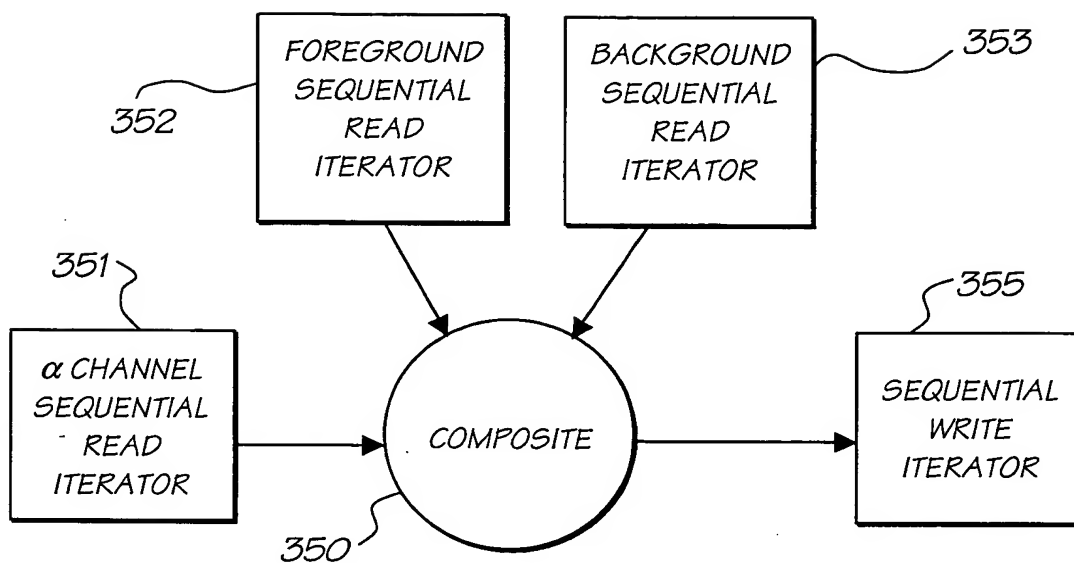 FOREGROUND
SEQUENTIAL
READ
ITERATOR
352
BACKGROUND
SEQUENTIAL
READ
ITERATOR
353
351
α CHANNEL
SEQUENTIAL
READ
ITERATOR
COMPOSITE
350
355
SEQUENTIAL
WRITE
ITERATOR